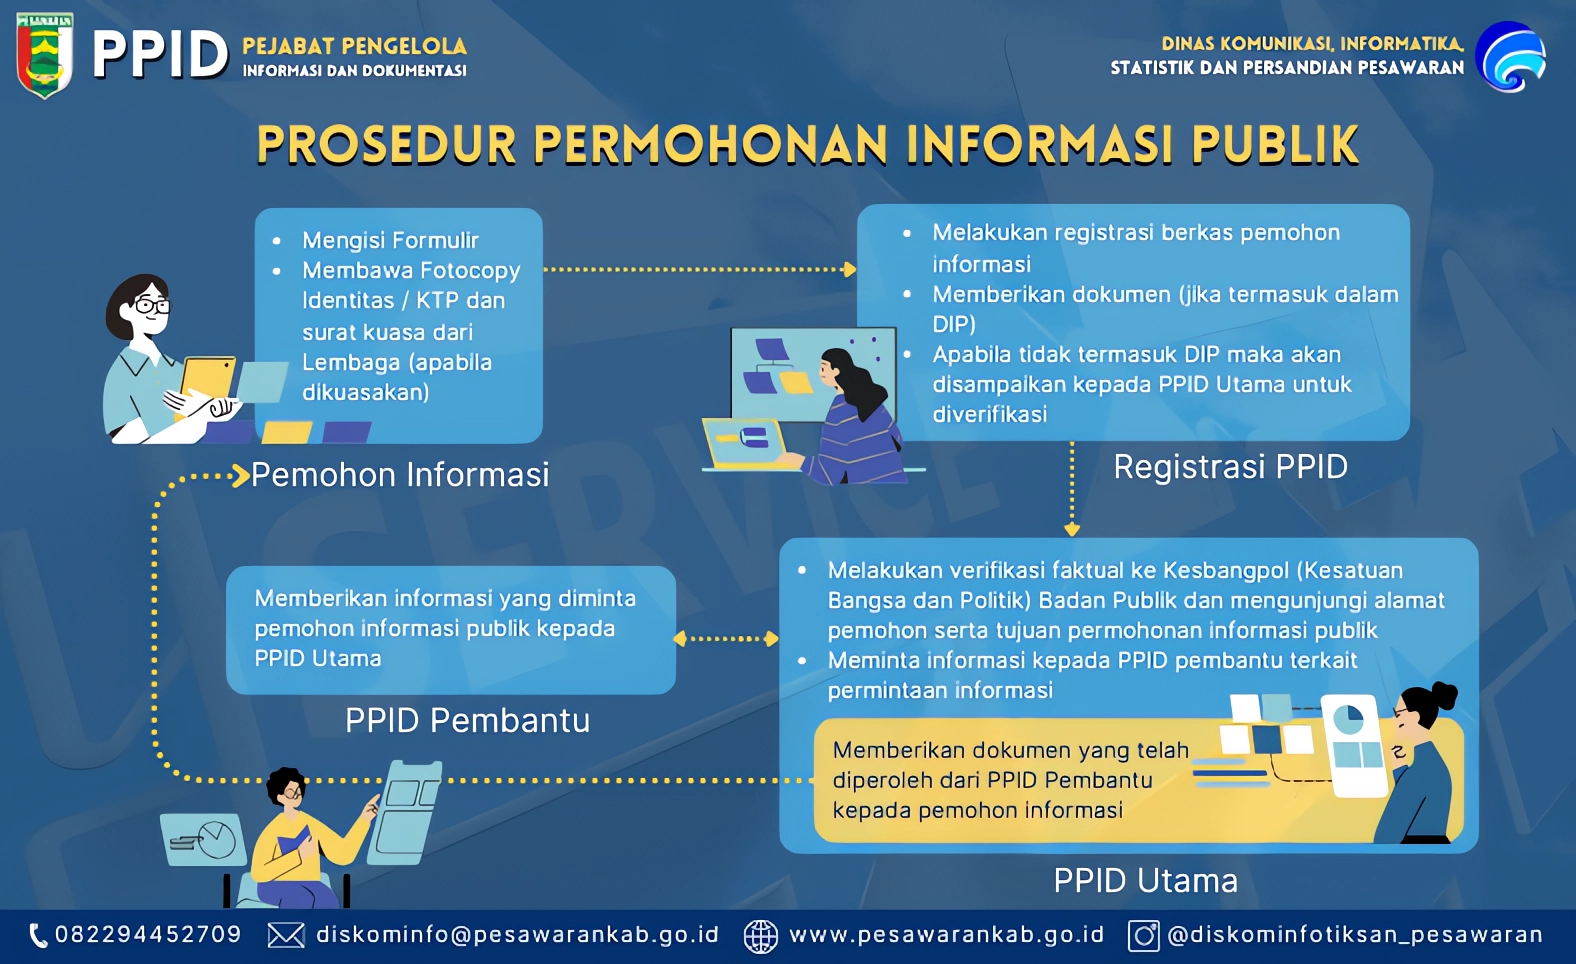 PPID
PEJABAT PENGELOLA
INFORMASI DAN DOKUMENTASI
DINAS KOMUNIKASI, INFORMATIKA,
STATISTIK DAN PERSANDIAN PESAWARAN
PROSEDUR PERMOHONAN INFORMASI PUBLIK
• Mengisi Formulir
• Membawa Fotocopy
Identitas / KTP dan
surat kuasa dari
Lembaga (apabila
dikuasakan)
Pemohon Informasi
• Melakukan registrasi berkas pemohon
informasi
• Memberikan dokumen (jika termasuk dalam
DIP)
• Apabila tidak termasuk DIP maka akan
disampaikan kepada PPID Utama untuk
diverifikasi
Registrasi PPID
• Melakukan verifikasi faktual ke Kesbangpol (Kesatuan
Bangsa dan Politik) Badan Publik dan mengunjungi alamat
pemohon serta tujuan permohonan informasi publik
• Meminta informasi kepada PPID pembantu terkait
permintaan informasi
Memberikan dokumen yang telah
diperoleh dari PPID Pembantu
kepada pemohon informasi
PPID Utama
Memberikan informasi yang diminta
pemohon informasi publik kepada
PPID Utama
PPID Pembantu
SERVICE
082294452709
diskominfo@pesawarankab.go.id
www.pesawarankab.go.id
@diskominfotiksan_pesawaran